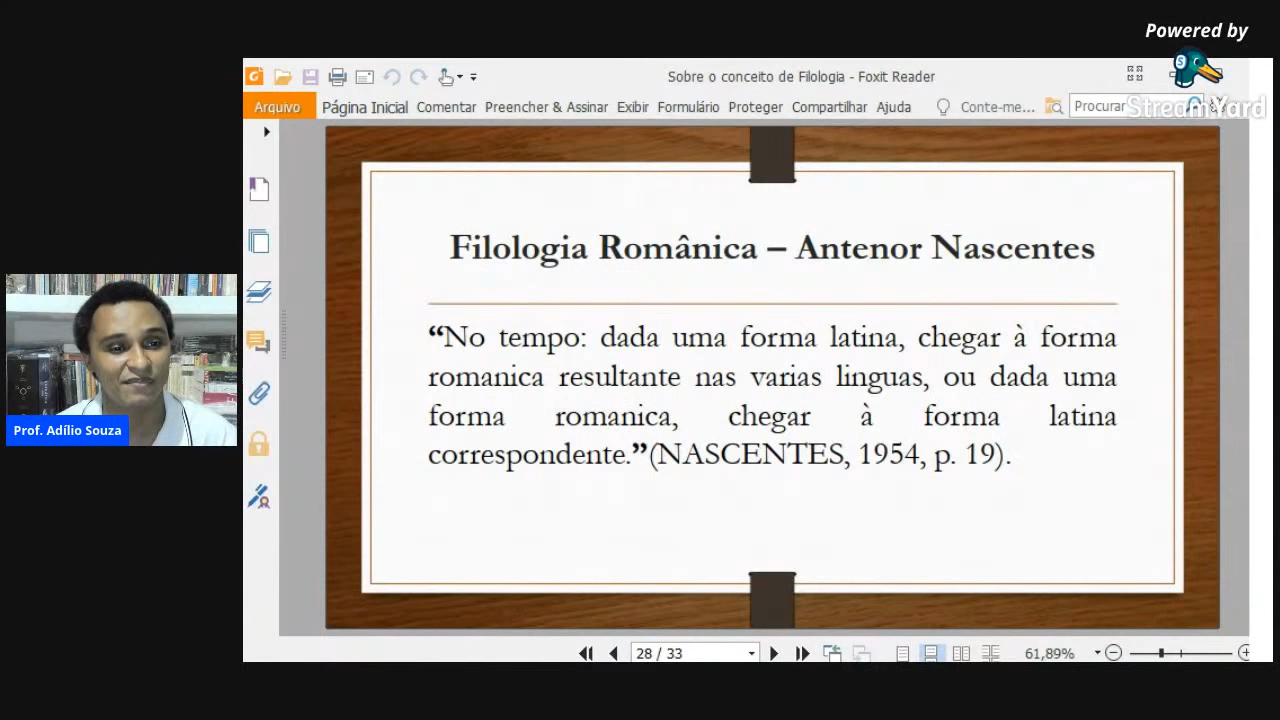 Powered by
StreamYard
Sobre o conceito de Filologia - Foxit Reader
Arquivo Página Inicial Comentar Preencher & Assinar Exibir Formulário Proteger Compartilhar Ajuda Conte-me... Procurar
Filologia Românica – Antenor Nascentes
“No tempo: dada uma forma latina, chegar à forma
romanica resultante nas varias linguas, ou dada uma
forma romanica, chegar à forma latina
correspondente.”(NASCENTES, 1954, p. 19).
Prof. Adílio Souza
28 / 33
61,89%